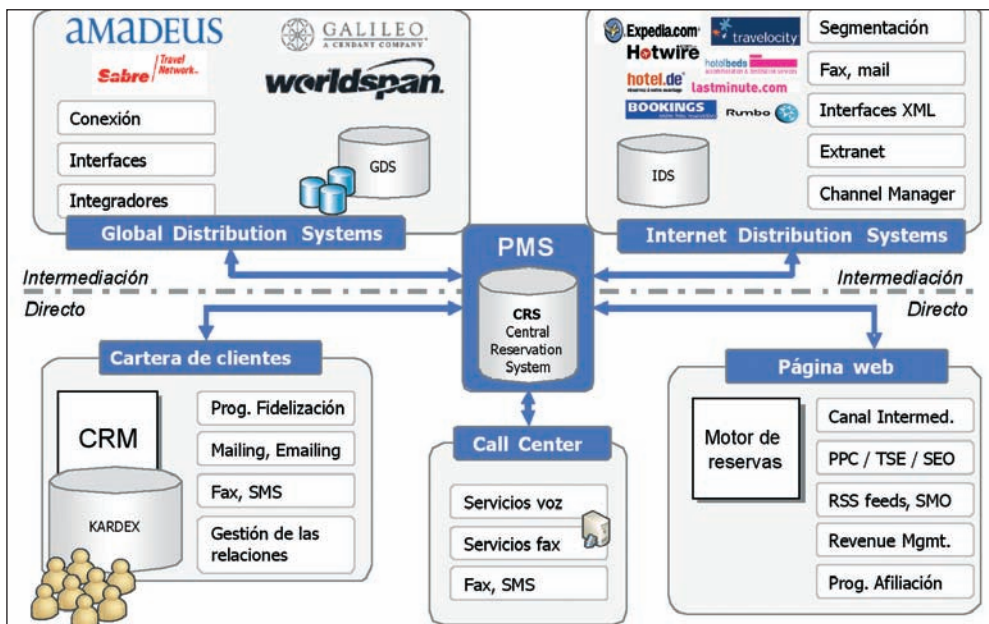 amadeus
GALILEO
A CENDANT COMPANY
Sabre Travel Network
worldspan
Conexión
Interfaces
Integradores
GDS
Global Distribution Systems
Expedia.com
travelocity
Hotwire
hotelbeds
hotel.de
lastminute.com
BOOKINGS
Rumbo
IDS
Segmentación
Fax, mail
Interfaces XML
Extranet
Channel Manager
Internet Distribution Systems
PMS
CRS
Central
Reservation
System
Intermediación
Directo
Intermediación
Directo
Cartera de clientes
CRM
KARDEX
Prog. Fidelización
Mailing, Emailing
Fax, SMS
Gestión de las
relaciones
Call Center
Servicios voz
Servicios fax
Fax, SMS
Página web
Motor de
reservas
Canal Intermed.
PPC / TSE / SEO
RSS feeds, SMO
Revenue Mgmt.
Prog. Afiliación